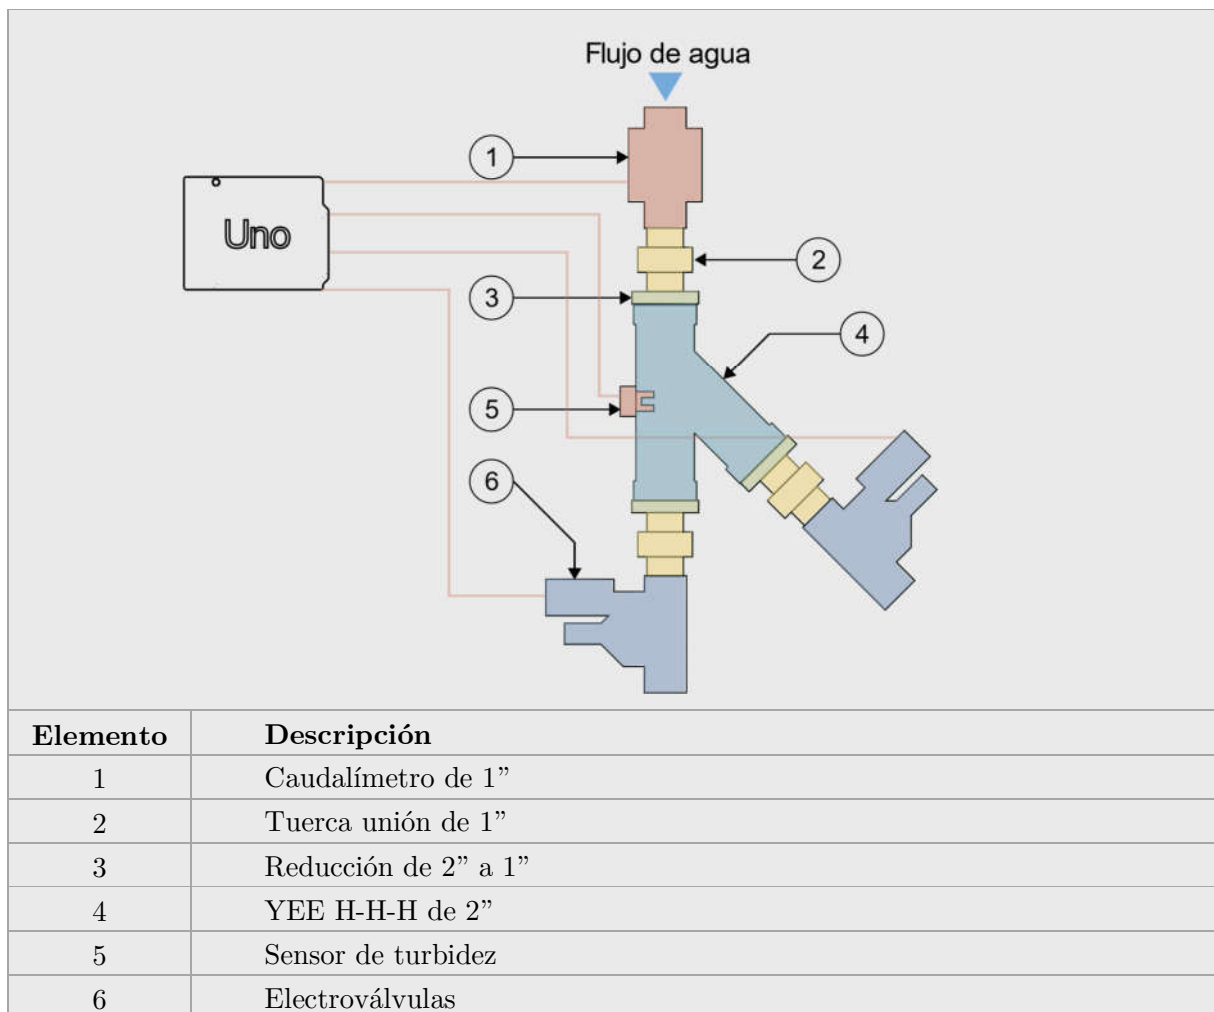 Flujo de agua
1
Uno
2
3
4
5
6
Elemento Descripción
1 Caudalímetro de 1”
2 Tuerca unión de 1”
3 Reducción de 2” a 1”
4 YEE H-H-H de 2”
5 Sensor de turbidez
6 Electroválvulas